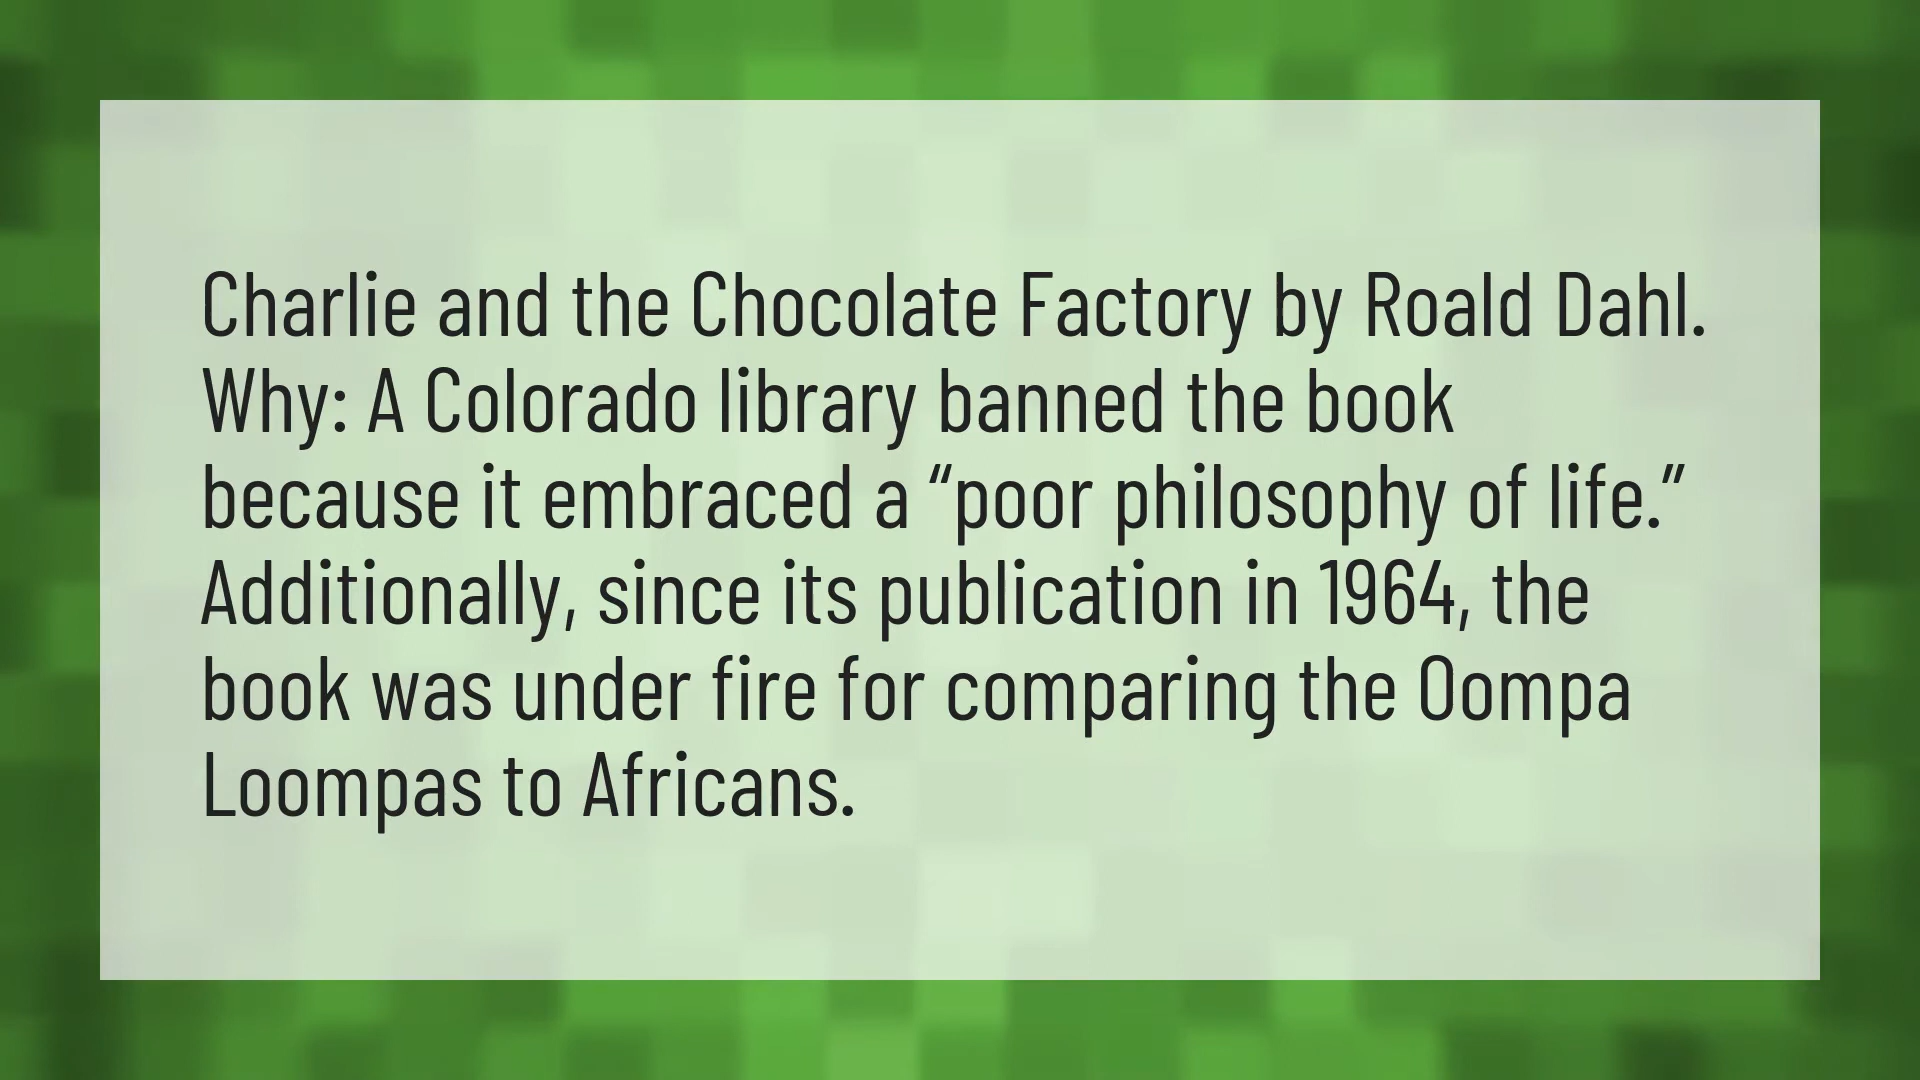 Charlie and the Chocolate Factory by Roald Dahl.
Why: A Colorado library banned the book
because it embraced a “poor philosophy of life.”
Additionally, since its publication in 1964, the
book was under fire for comparing the Oompa
Loompas to Africans.